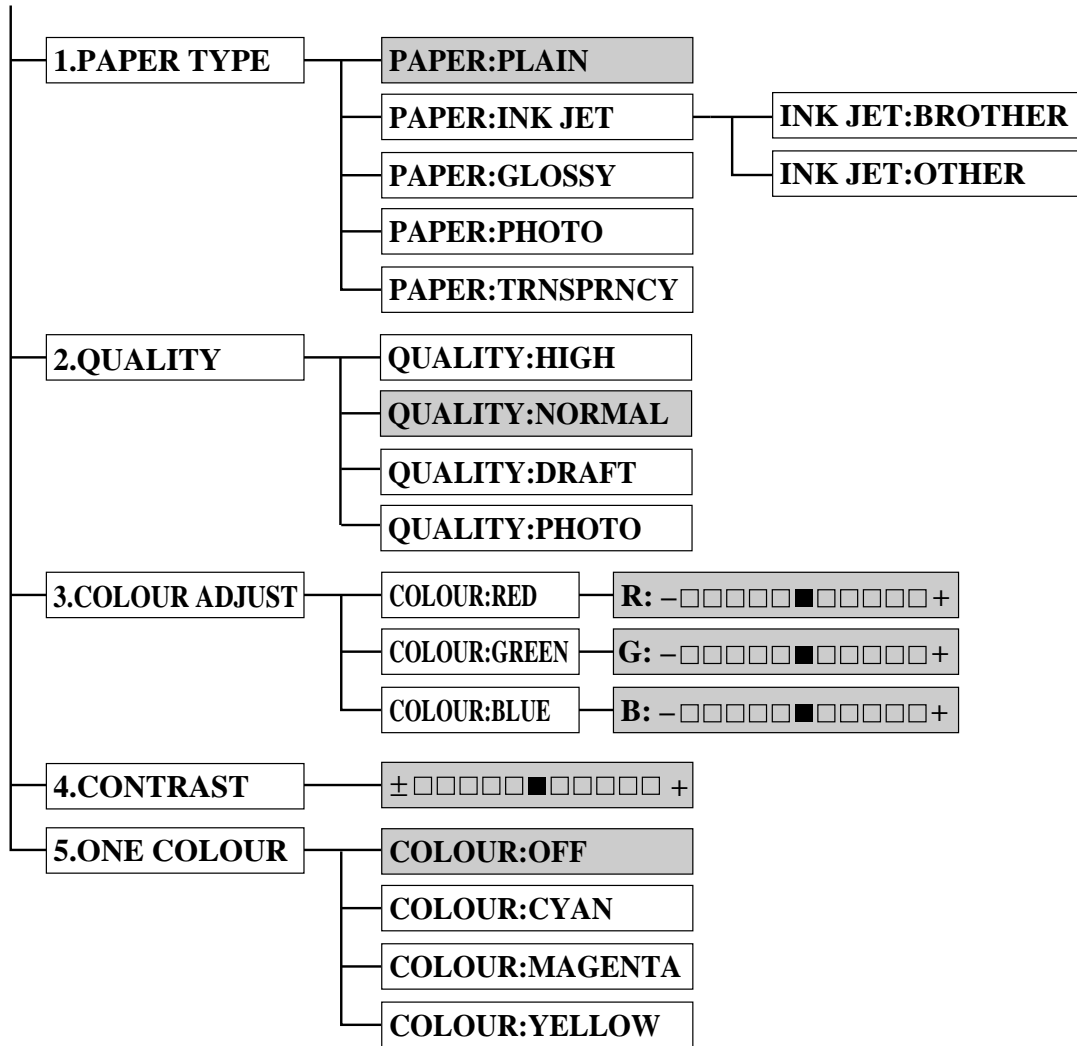 1.PAPER TYPE
PAPER:PLAIN
PAPER:INK JET
INK JET:BROTHER
INK JET:OTHER
PAPER:GLOSSY
PAPER:PHOTO
PAPER:TRNSPRNCY
2.QUALITY
QUALITY:HIGH
QUALITY:NORMAL
QUALITY:DRAFT
QUALITY:PHOTO
3.COLOUR ADJUST
COLOUR:RED
R: –□□□□□■□□□□□+
COLOUR:GREEN
G: –□□□□□■□□□□□+
COLOUR:BLUE
B: –□□□□□■□□□□□+
4.CONTRAST
±□□□□□■□□□□□ +
5.ONE COLOUR
COLOUR:OFF
COLOUR:CYAN
COLOUR:MAGENTA
COLOUR:YELLOW